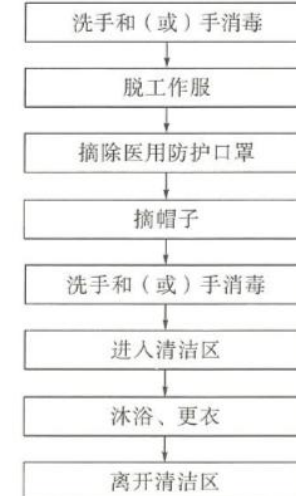 洗手和（或）手消毒
脱工作服
摘除医用防护口罩
摘帽子
洗手和（或）手消毒
进入清洁区
沐浴、更衣
离开清洁区